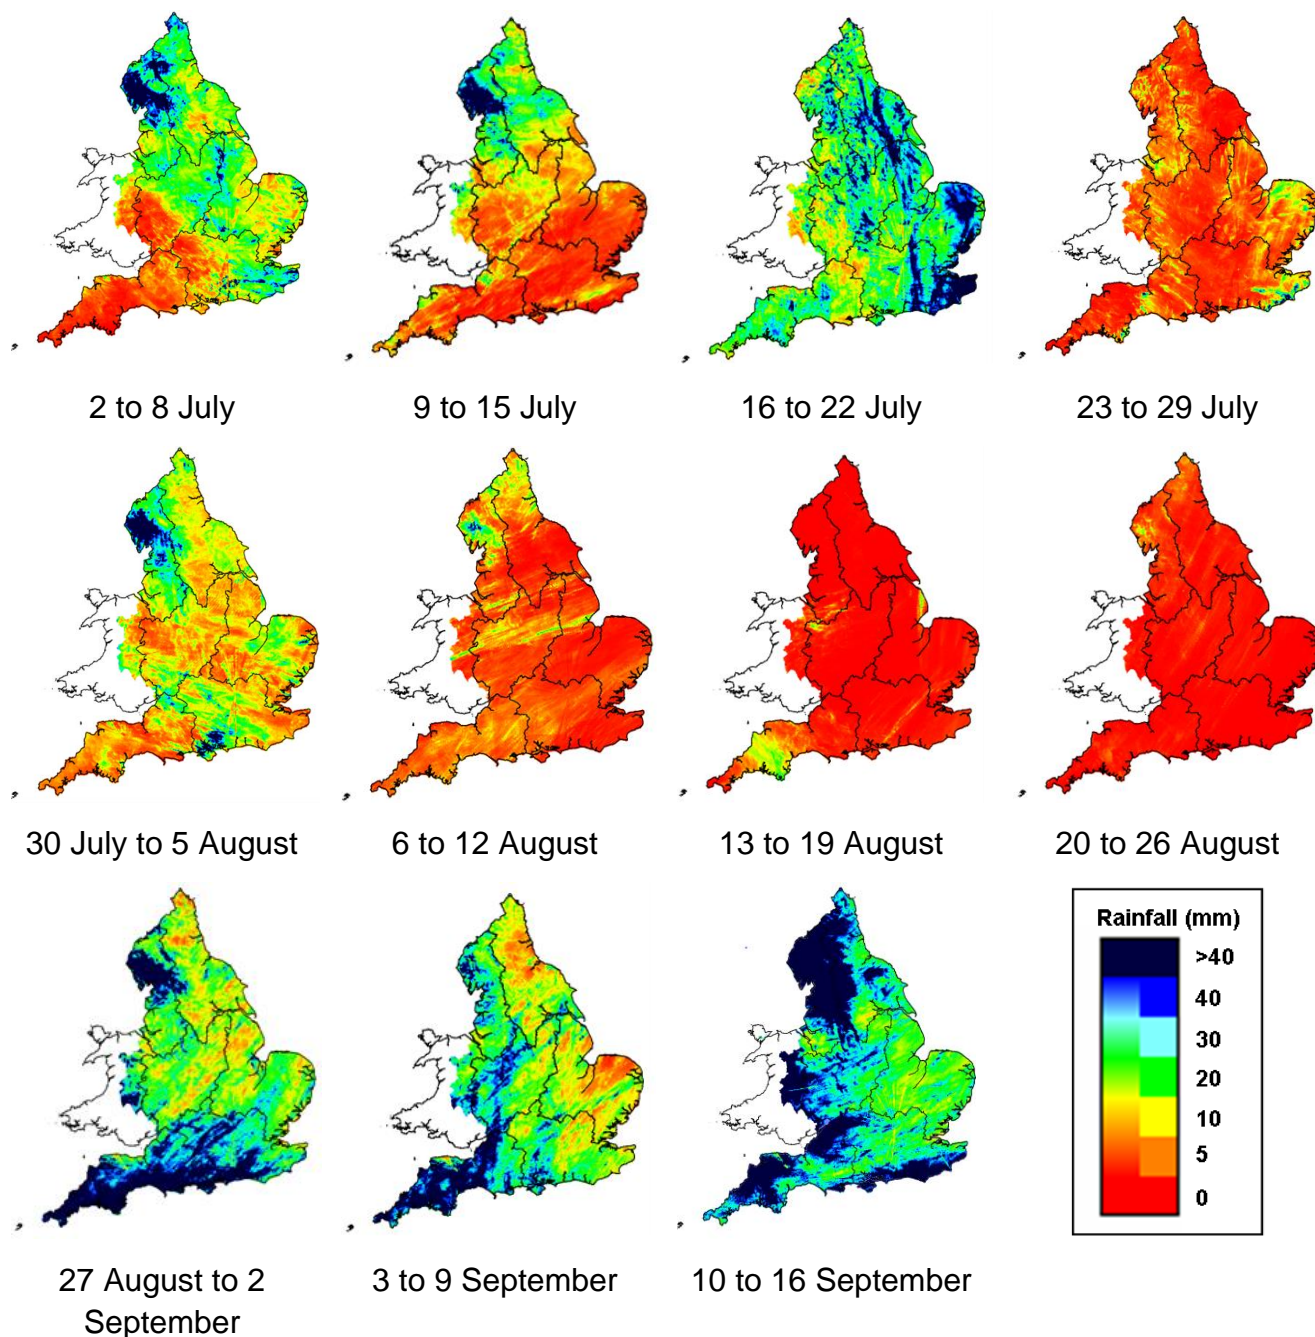 2 to 8 July
9 to 15 July
16 to 22 July
23 to 29 July
30 July to 5 August
6 to 12 August
13 to 19 August
20 to 26 August
Rainfall (mm)
>40
40
30
20
10
5
0
27 August to 2
September
3 to 9 September
10 to 16 September